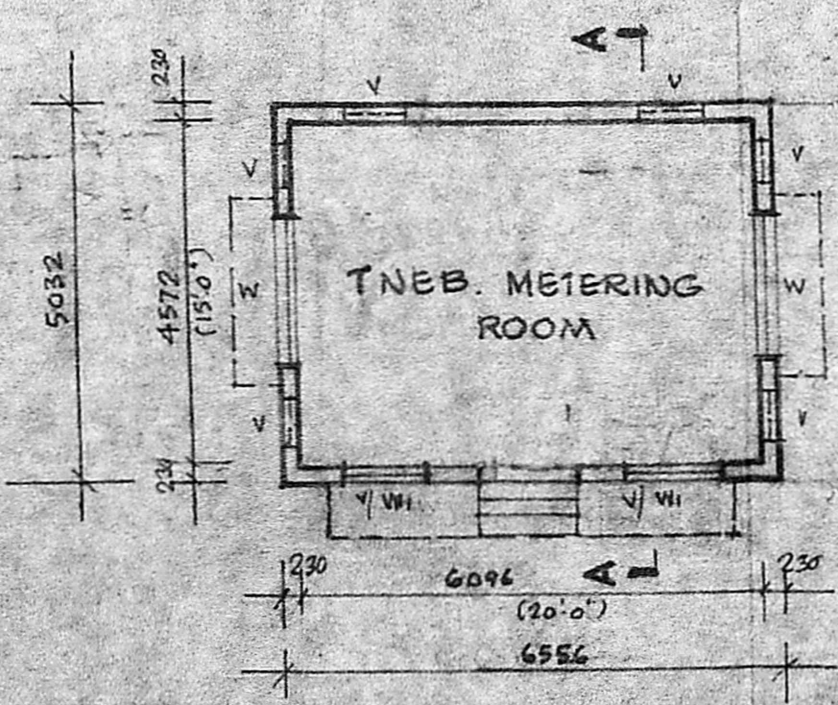 A
230
V
V
V
V
5032
4572
(15'.0")
W
TNEB. METERING
ROOM
W
V
V
230
V/ W1
V/ W1
230
6096
A
230
(20'.0")
6556